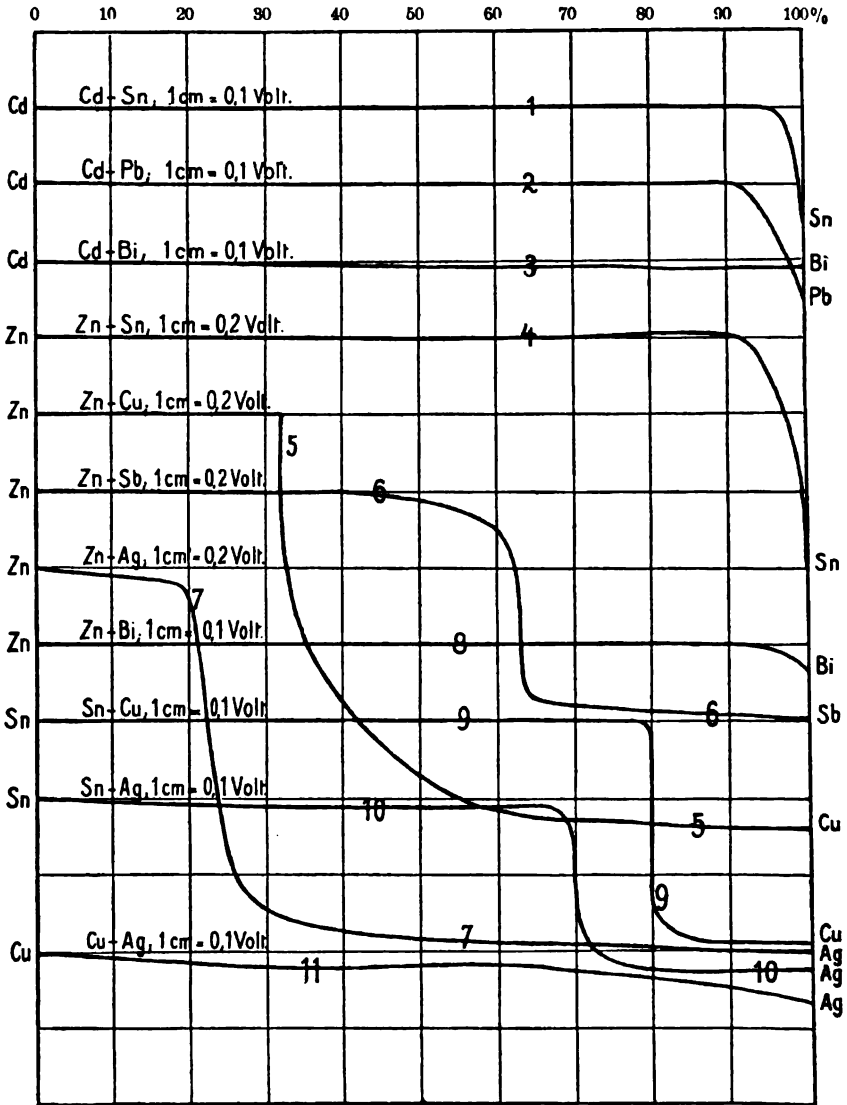 0 10 20 30 40 50 60 70 80 90 100%
Cd Cd-Sn, 1cm = 0,1 Volt. 1
Sn
Cd Cd-Pb, 1cm = 0,1 Volt. 2
Pb
Cd Cd-Bi, 1cm = 0,1 Volt. 3 Bi
Zn Zn-Sn, 1cm = 0,2 Volt. 4
Sn
Zn Zn-Cu, 1cm = 0,2 Volt.
5
Zn Zn-Sb, 1cm = 0,2 Volt. 6
Zn Zn-Ag, 1cm = 0,2 Volt.
7
Zn Zn-Bi, 1cm = 0,1 Volt. 8 Bi
Sn Sn-Cu, 1cm = 0,1 Volt 9 6 Sb
Sn Sn-Ag, 1cm = 0,1 Volt. 10 5 Cu
9
7 Cu
Cu Cu-Ag, 1cm = 0,1 Volt Ag
11 10 Ag
Ag